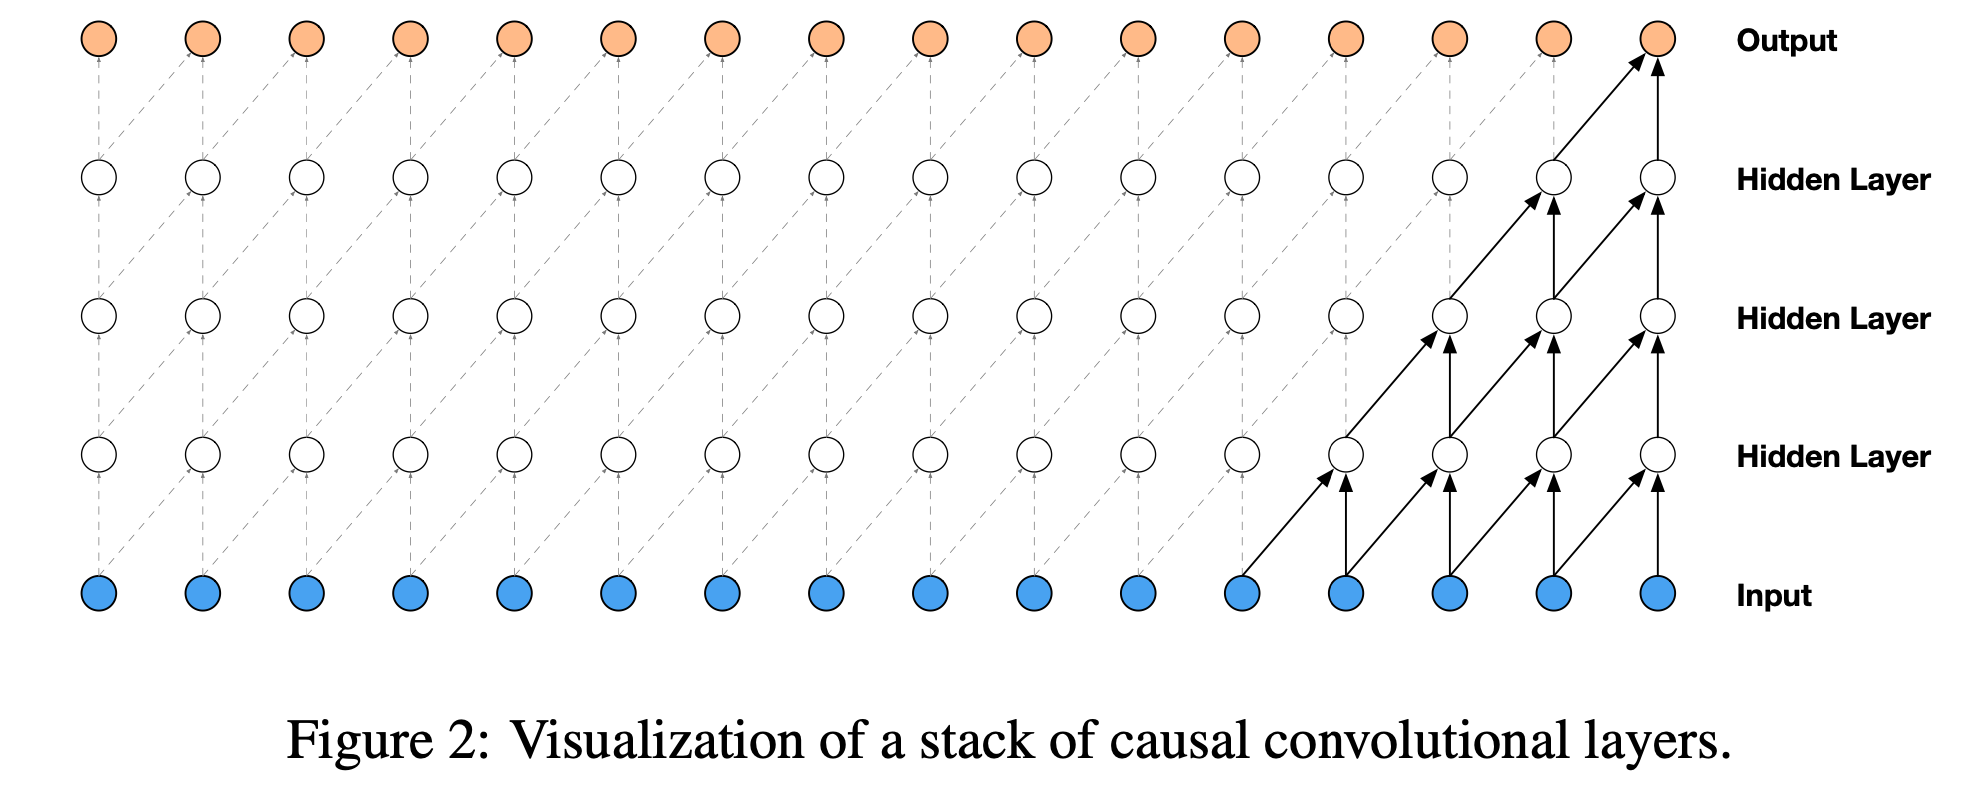 Output
Hidden Layer
Hidden Layer
Hidden Layer
Input
Figure 2: Visualization of a stack of causal convolutional layers.